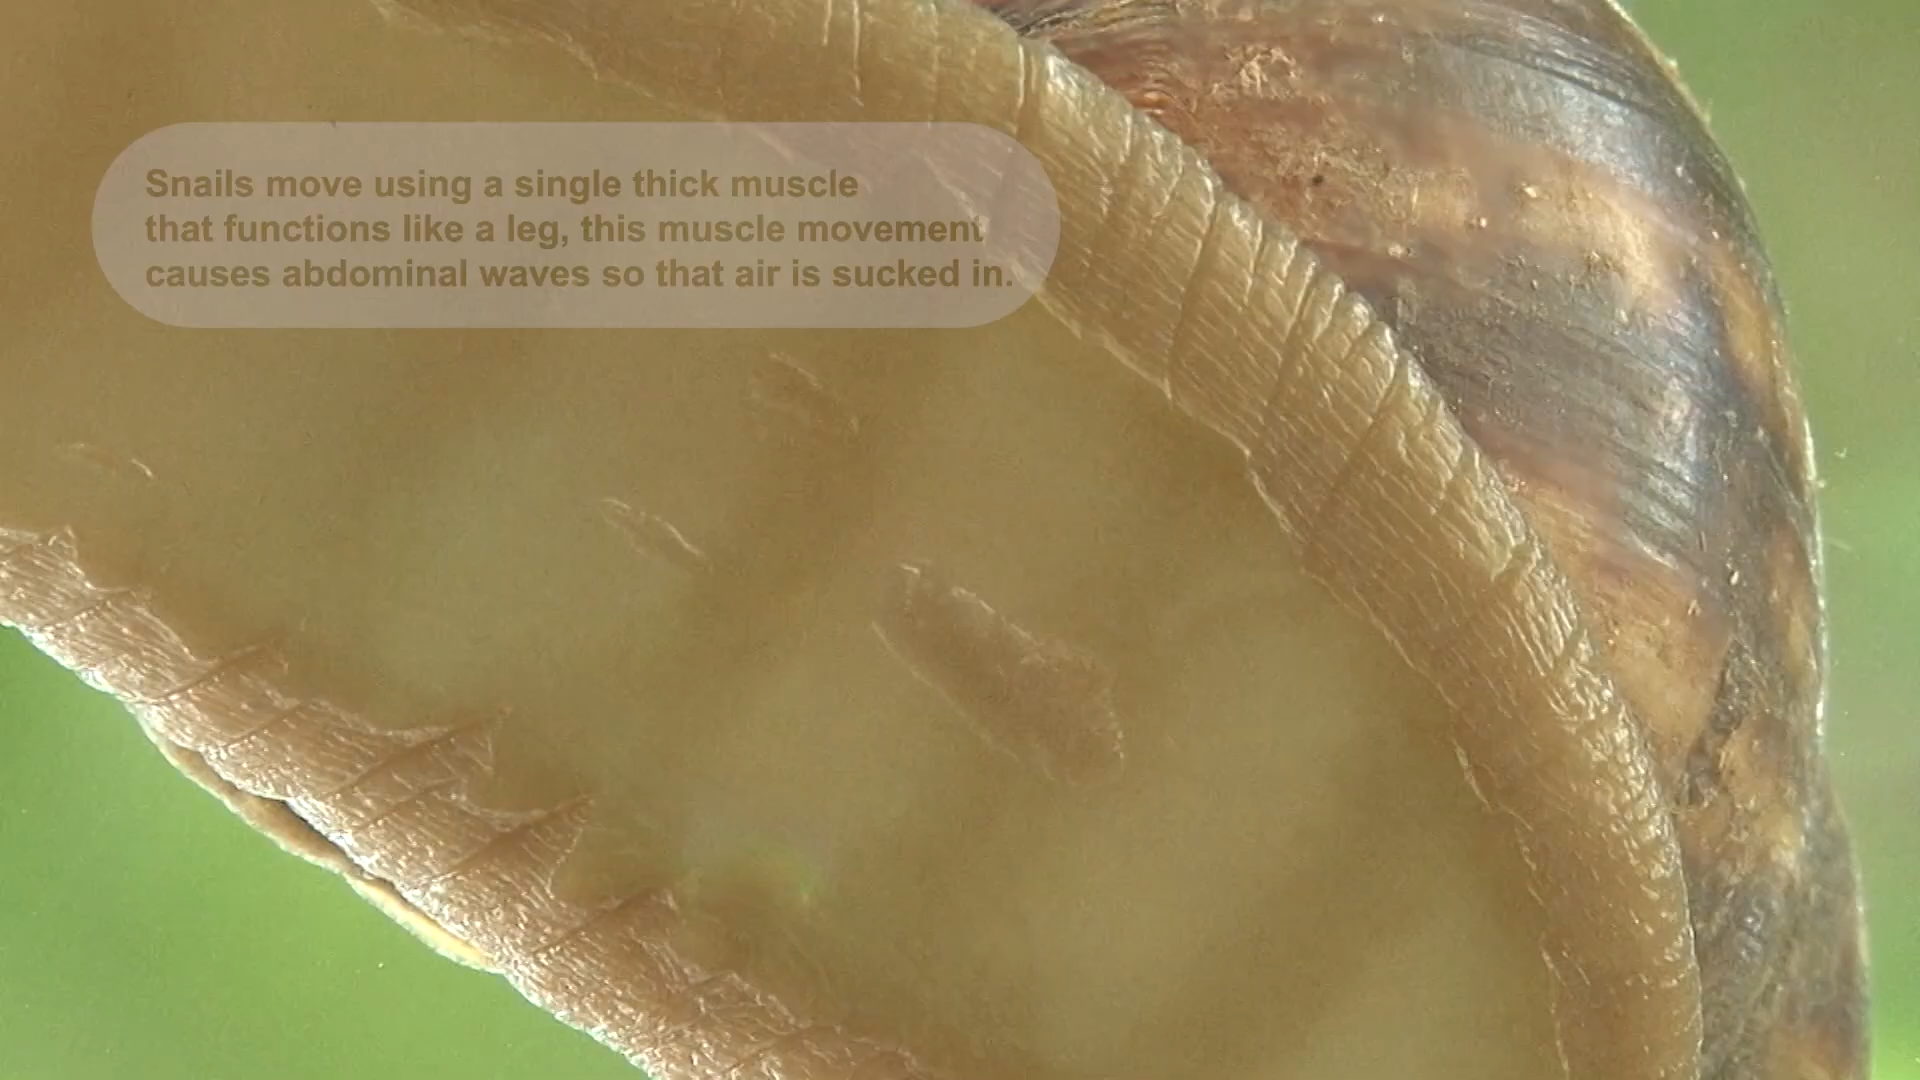 Snails move using a single thick muscle
that functions like a leg, this muscle movement
causes abdominal waves so that air is sucked in.